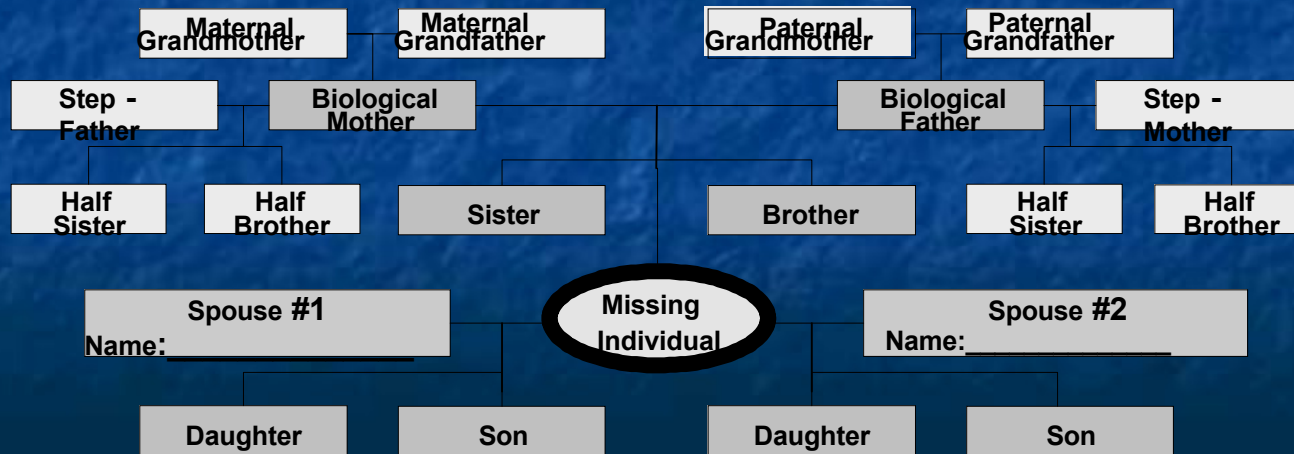 Maternal
Grandmother
Maternal
Grandfather
Paternal
Grandmother
Paternal
Grandfather
Step -
Father
Biological
Mother
Biological
Father
Step -
Mother
Half
Sister
Half
Brother
Sister
Brother
Half
Sister
Half
Brother
Spouse #1
Name:_______________
Missing
Individual
Spouse #2
Name:_______________
Daughter
Son
Daughter
Son